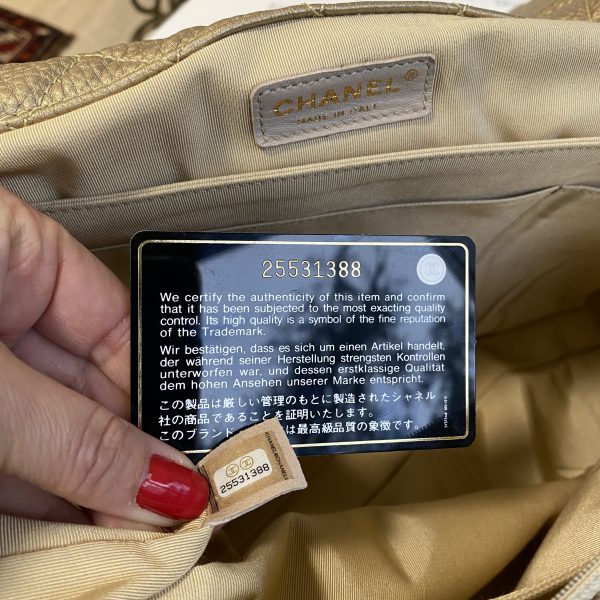 CHANEL®
MADE IN ITALY
25531388
We certify the authenticity of this item and confirm
that it has been subjected to the most exacting quality
control. Its high quality is a symbol of the fine reputation
of the Trademark.
Wir bestätigen, dass es sich um einen Artikel handelt,
der während seiner Herstellung strengsten Kontrollen
unterworfen war, und dessen erstklassige Qualität
dem hohen Ansehen unserer Marke entspricht.
この製品は厳しい管理のもとに製造されたシャネル
社の商品であることを証明いたします。
このブランド は最高級品質の象徴です。
25531388